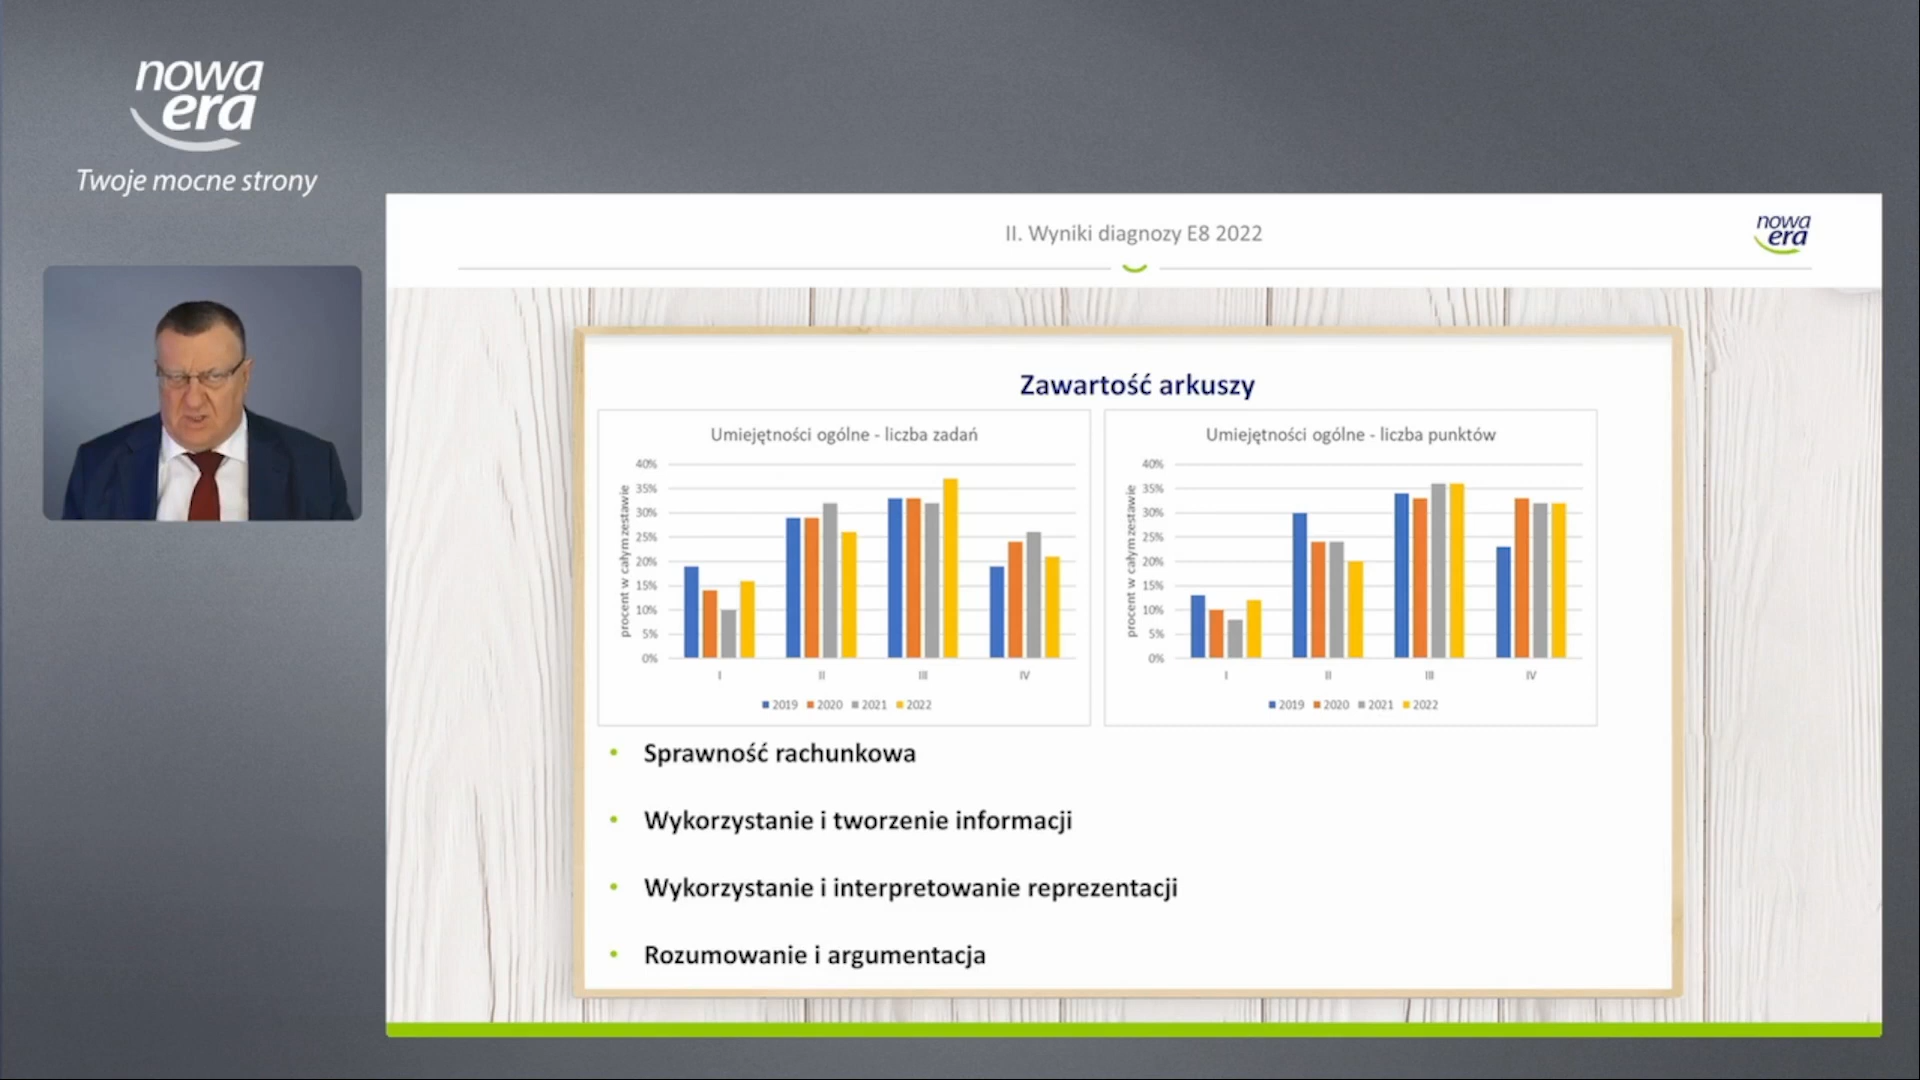 nowa
era
Twoje mocne strony
II. Wyniki diagnozy E8 2022
nowa
era
Zawartość arkuszy
Umiejętności ogólne - liczba zadań
40%
35%
30%
25%
20%
15%
10%
5%
0%
procent w całym zestawie
I II III IV
2019 2020 2021 2022
Umiejętności ogólne - liczba punktów
40%
35%
30%
25%
20%
15%
10%
5%
0%
procent w całym zestawie
I II III IV
2019 2020 2021 2022
• Sprawność rachunkowa
• Wykorzystanie i tworzenie informacji
• Wykorzystanie i interpretowanie reprezentacji
• Rozumowanie i argumentacja